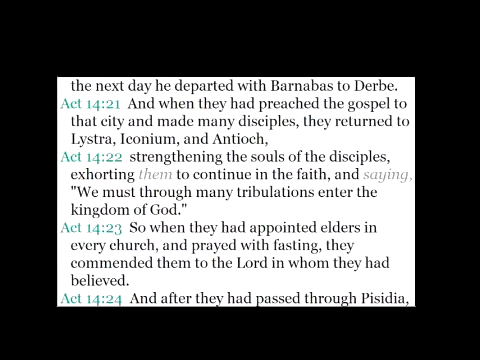 the next day he departed with Barnabas to Derbe.
Act 14:21 And when they had preached the gospel to
that city and made many disciples, they returned to
Lystra, Iconium, and Antioch,
Act 14:22 strengthening the souls of the disciples,
exhorting them to continue in the faith, and saying,
"We must through many tribulations enter the
kingdom of God."
Act 14:23 So when they had appointed elders in
every church, and prayed with fasting, they
commended them to the Lord in whom they had
believed.
Act 14:24 And after they had passed through Pisidia,